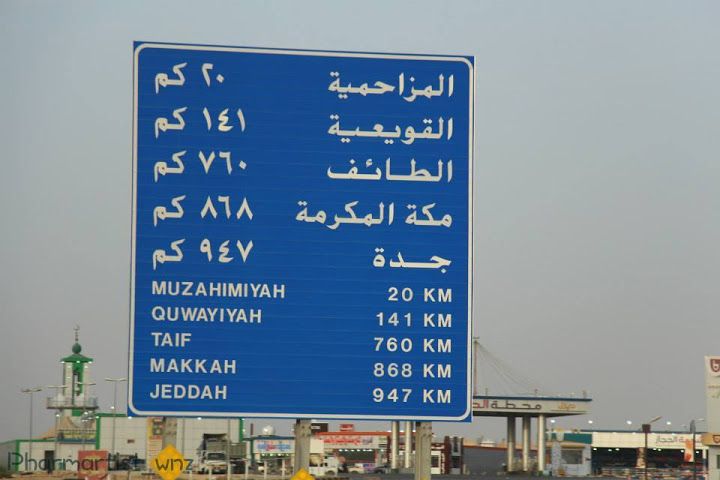 المزاحمية ٢٠ كم
القويعية ١٤١ كم
الطائف ٧٦٠ كم
مكة المكرمة ٨٦٨ كم
جدة ٩٤٧ كم
MUZAHIMIYAH 20 KM
QUWAYIYAH 141 KM
TAIF 760 KM
MAKKAH 868 KM
JEDDAH 947 KM
محطة
Pharmartist wnz